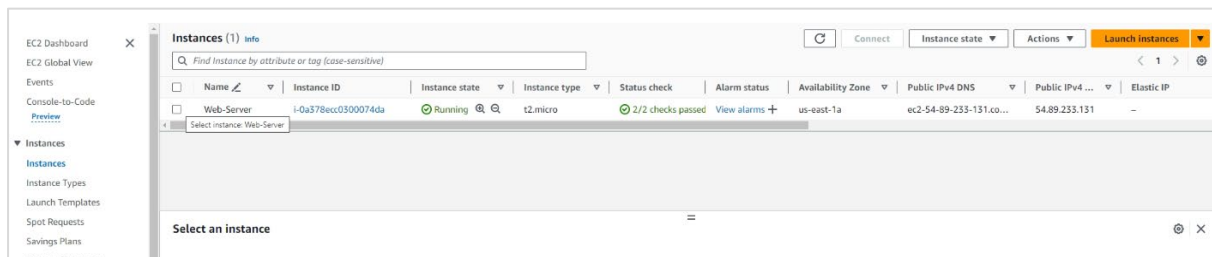 EC2 Dashboard
EC2 Global View
Events
Console-to-Code
Preview
Instances
Instances
Instance Types
Launch Templates
Spot Requests
Savings Plans
Instances (1) Info
Connect
Instance state
Actions
Launch instances
Find Instance by attribute or tag (case-sensitive)
1
Name Instance ID Instance state Instance type Status check Alarm status Availability Zone Public IPv4 DNS Public IPv4 ... Elastic IP
Web-Server i-0a378ecc0300074da Running t2.micro 2/2 checks passed View alarms + us-east-1a ec2-54-89-233-131.co... 54.89.233.131 –
Select instance: Web-Server
Select an instance